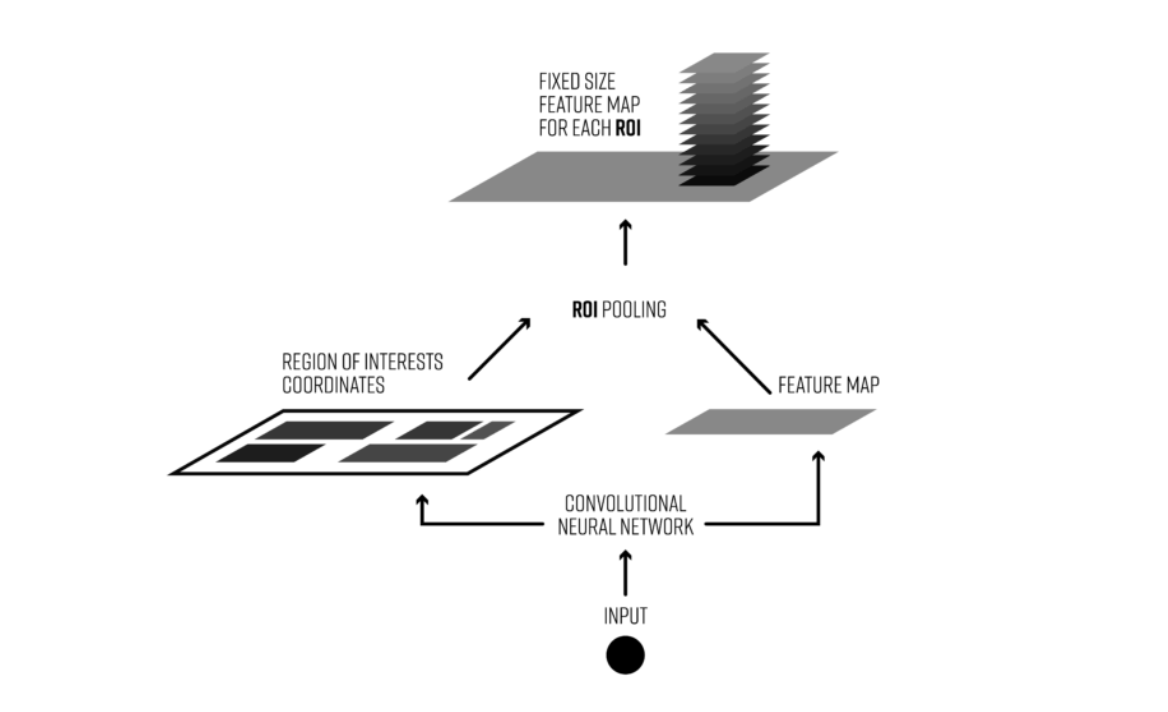 FIXED SIZE
FEATURE MAP
FOR EACH ROI
ROI POOLING
REGION OF INTERESTS
COORDINATES
FEATURE MAP
CONVOLUTIONAL
NEURAL NETWORK
INPUT